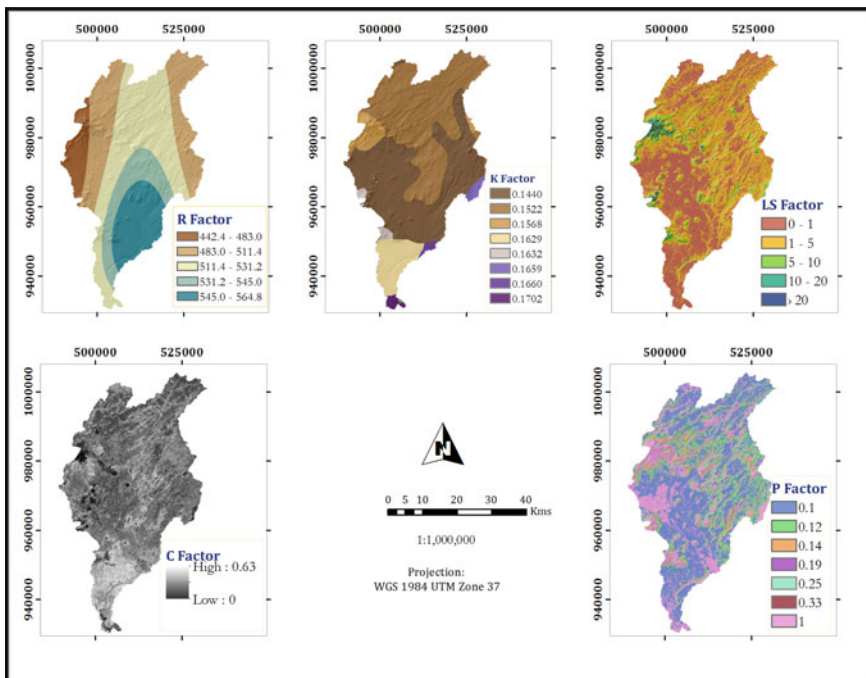 500000 525000
1000000
980000
960000
940000
R Factor
442.4 - 483.0
483.0 - 511.4
511.4 - 531.2
531.2 - 545.0
545.0 - 564.8
500000 525000
1000000
980000
960000
940000
K Factor
0.1440
0.1522
0.1568
0.1629
0.1632
0.1659
0.1660
0.1702
500000 525000
1000000
980000
960000
940000
LS Factor
0 - 1
1 - 5
5 - 10
10 - 20
> 20
500000 525000
1000000
980000
960000
940000
C Factor
High : 0.63
Low : 0
N
0 5 10 20 30 40
Kms
1:1,000,000
Projection:
WGS 1984 UTM Zone 37
500000 525000
1000000
980000
960000
940000
P Factor
0.1
0.12
0.14
0.19
0.25
0.33
1